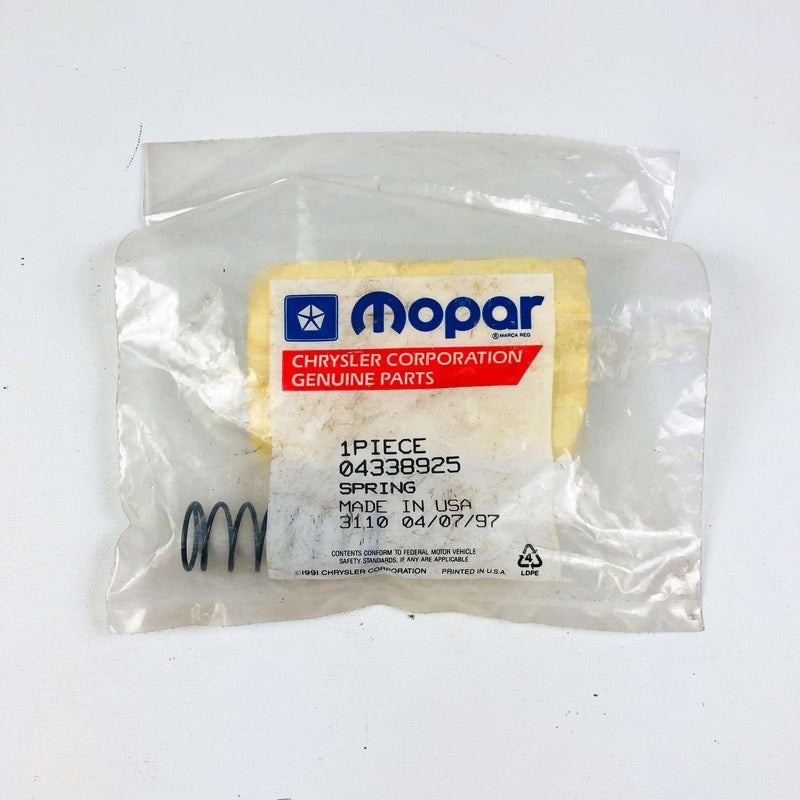 Mopar
® MARCA REG
CHRYSLER CORPORATION
GENUINE PARTS
1PIECE
04338925
SPRING
MADE IN USA
3110 04/07/97
CONTENTS CONFORM TO FEDERAL MOTOR VEHICLE
SAFETY STANDARDS, IF ANY ARE APPLICABLE
©1991 CHRYSLER CORPORATION PRINTED IN U.S.A.
4
LDPE